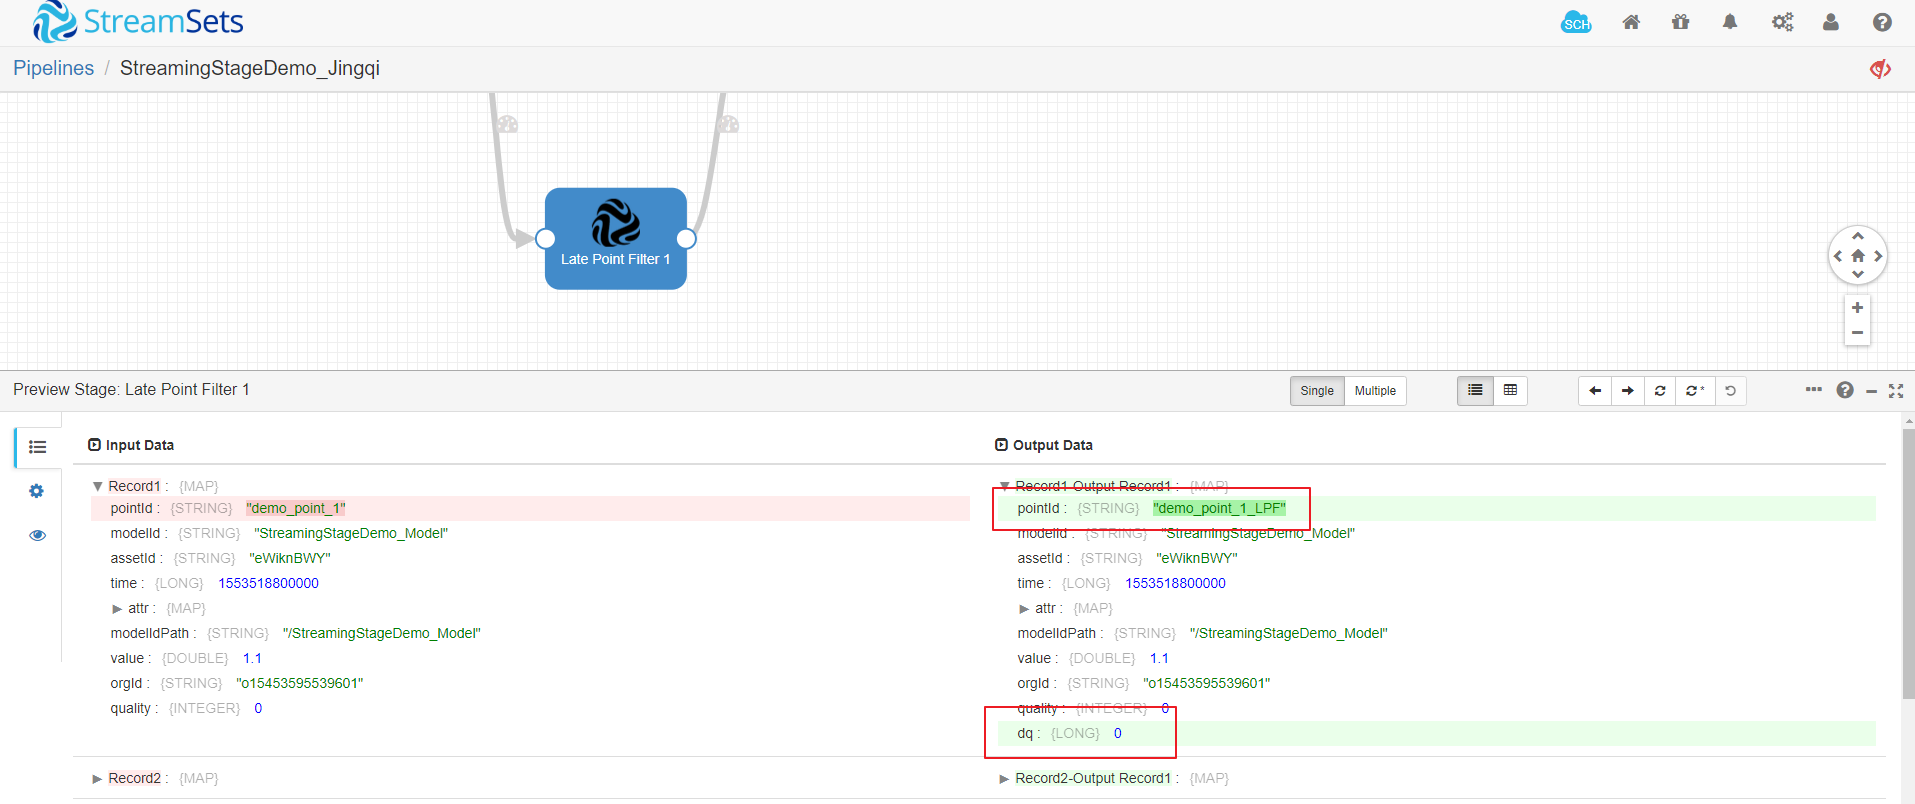 StreamSets
SCH
Pipelines / StreamingStageDemo_Jingqi
Late Point Filter 1
Preview Stage: Late Point Filter 1
Single Multiple
Input Data
Output Data
Record1 : {MAP}
pointId : {STRING} "demo_point_1"
modelId : {STRING} "StreamingStageDemo_Model"
assetId : {STRING} "eWiknBWY"
time : {LONG} 1553518800000
attr : {MAP}
modelIdPath : {STRING} "/StreamingStageDemo_Model"
value : {DOUBLE} 1.1
orgId : {STRING} "o15453595539601"
quality : {INTEGER} 0
Record2 : {MAP}
Record1-Output Record1 : {MAP}
pointId : {STRING} "demo_point_1_LPF"
modelId : {STRING} "StreamingStageDemo_Model"
assetId : {STRING} "eWiknBWY"
time : {LONG} 1553518800000
attr : {MAP}
modelIdPath : {STRING} "/StreamingStageDemo_Model"
value : {DOUBLE} 1.1
orgId : {STRING} "o15453595539601"
quality : {INTEGER} 0
dq : {LONG} 0
Record2-Output Record1 : {MAP}